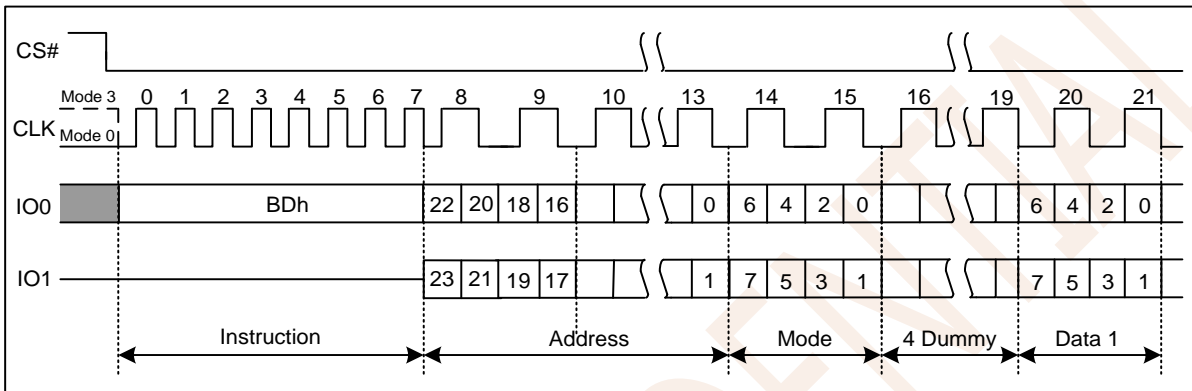 CS#
Mode 3 0 1 2 3 4 5 6 7 8 9 10 13 14 15 16 19 20 21
CLK Mode 0
IO0 BDh 22 20 18 16 0 6 4 2 0 6 4 2 0
IO1 23 21 19 17 1 7 5 3 1 7 5 3 1
Instruction Address Mode 4 Dummy Data 1